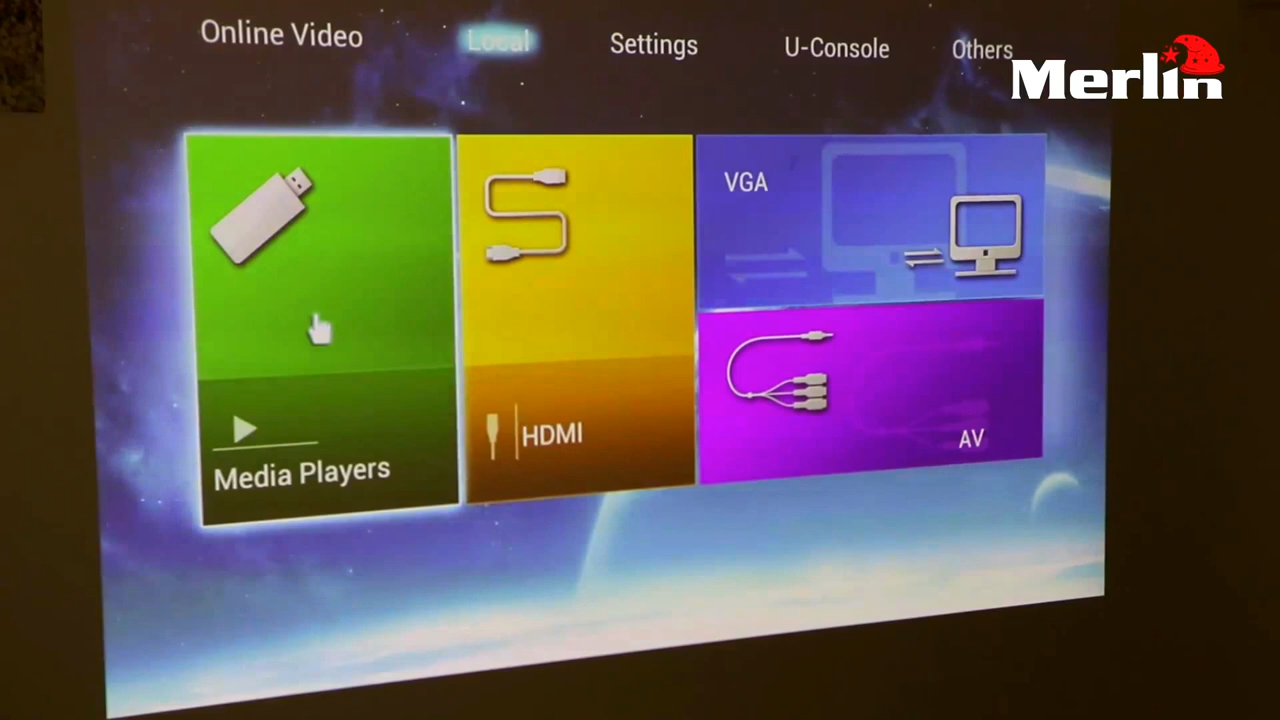 Online Video
Local
Settings
U-Console
Others
Merlin
VGA
Media Players
HDMI
AV